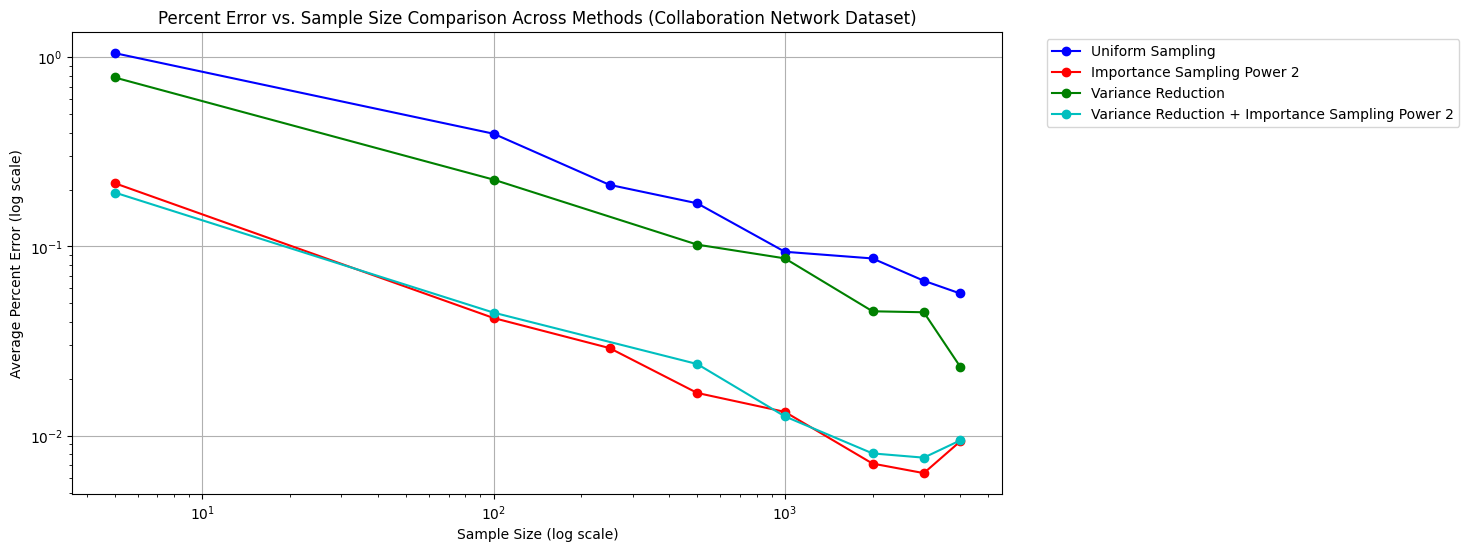 Percent Error vs. Sample Size Comparison Across Methods (Collaboration Network Dataset)
Average Percent Error (log scale)
10⁰
10⁻¹
10⁻²
10¹
10²
10³
Sample Size (log scale)
Uniform Sampling
Importance Sampling Power 2
Variance Reduction
Variance Reduction + Importance Sampling Power 2